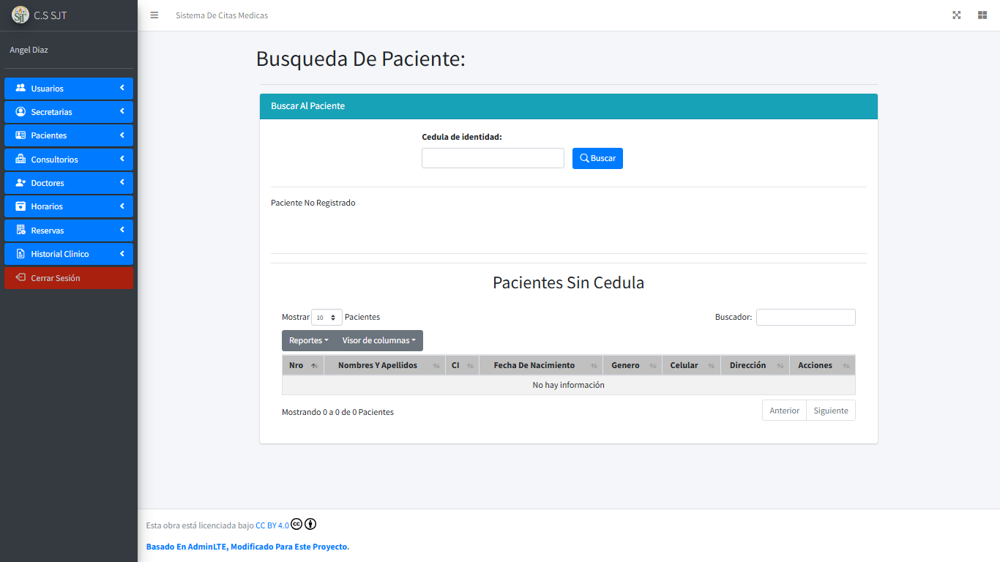 C.S SJT
Sistema De Citas Medicas
Angel Diaz
Usuarios
Secretarias
Pacientes
Consultorios
Doctores
Horarios
Reservas
Historial Clinico
Cerrar Sesión
Busqueda De Paciente:
Buscar Al Paciente
Cedula de identidad:
Buscar
Paciente No Registrado
Pacientes Sin Cedula
Mostrar 10 Pacientes
Buscador:
Reportes Visor de columnas
Nro Nombres Y Apellidos CI Fecha De Nacimiento Genero Celular Dirección Acciones
No hay información
Mostrando 0 a 0 de 0 Pacientes
Anterior Siguiente
Esta obra está licenciada bajo CC BY 4.0
Basado En AdminLTE, Modificado Para Este Proyecto.